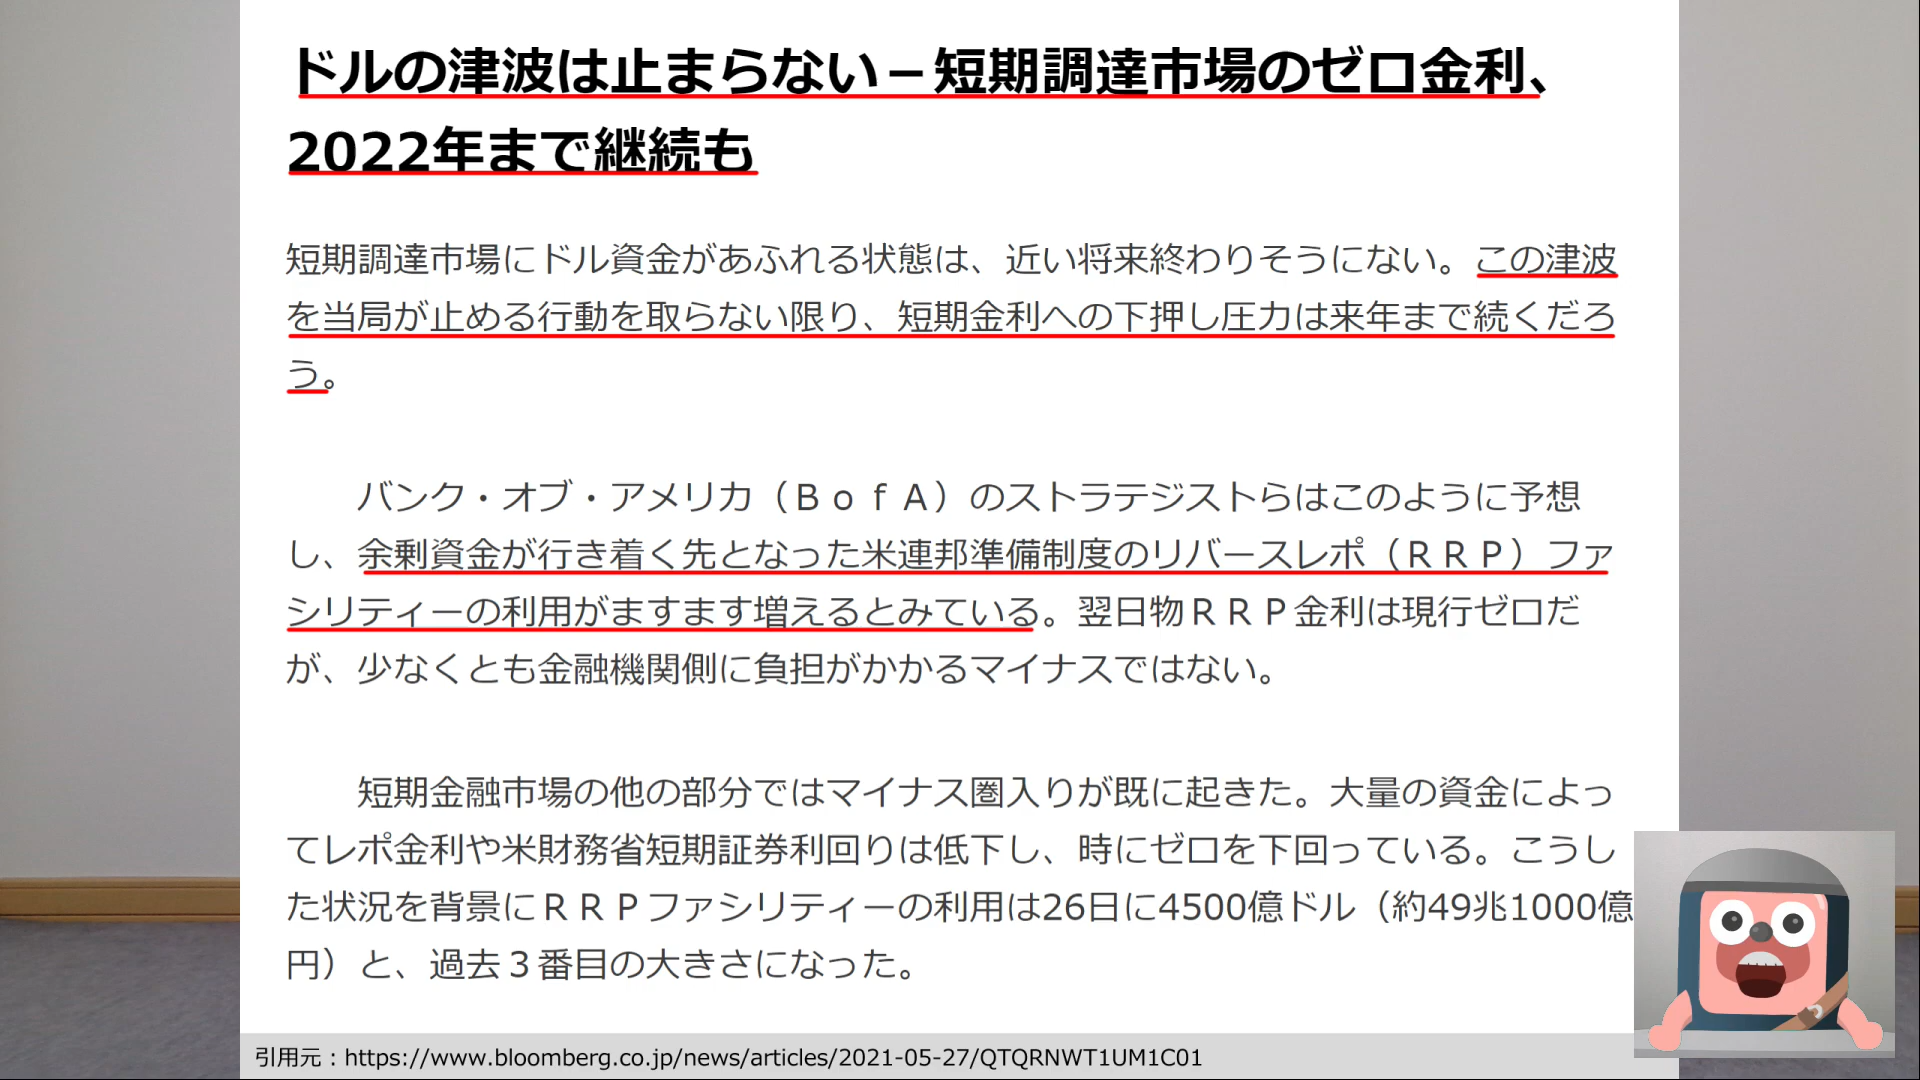 ドルの津波は止まらない－短期調達市場のゼロ金利、
2022年まで継続も
短期調達市場にドル資金があふれる状態は、近い将来終わりそうにない。この津波
を当局が止める行動を取らない限り、短期金利への下押し圧力は来年まで続くだろ
う。
バンク・オブ・アメリカ（ＢｏｆＡ）のストラテジストらはこのように予想
し、余剰資金が行き着く先となった米連邦準備制度のリバースレポ（ＲＲＰ）ファ
シリティーの利用がますます増えるとみている。翌日物ＲＲＰ金利は現行ゼロだ
が、少なくとも金融機関側に負担がかかるマイナスではない。
短期金融市場の他の部分ではマイナス圏入りが既に起きた。大量の資金によっ
てレポ金利や米財務省短期証券利回りは低下し、時にゼロを下回っている。こうし
た状況を背景にＲＲＰファシリティーの利用は26日に4500億ドル（約49兆1000億
円）と、過去３番目の大きさになった。
引用元：https://www.bloomberg.co.jp/news/articles/2021-05-27/QTQRNWT1UM1C01